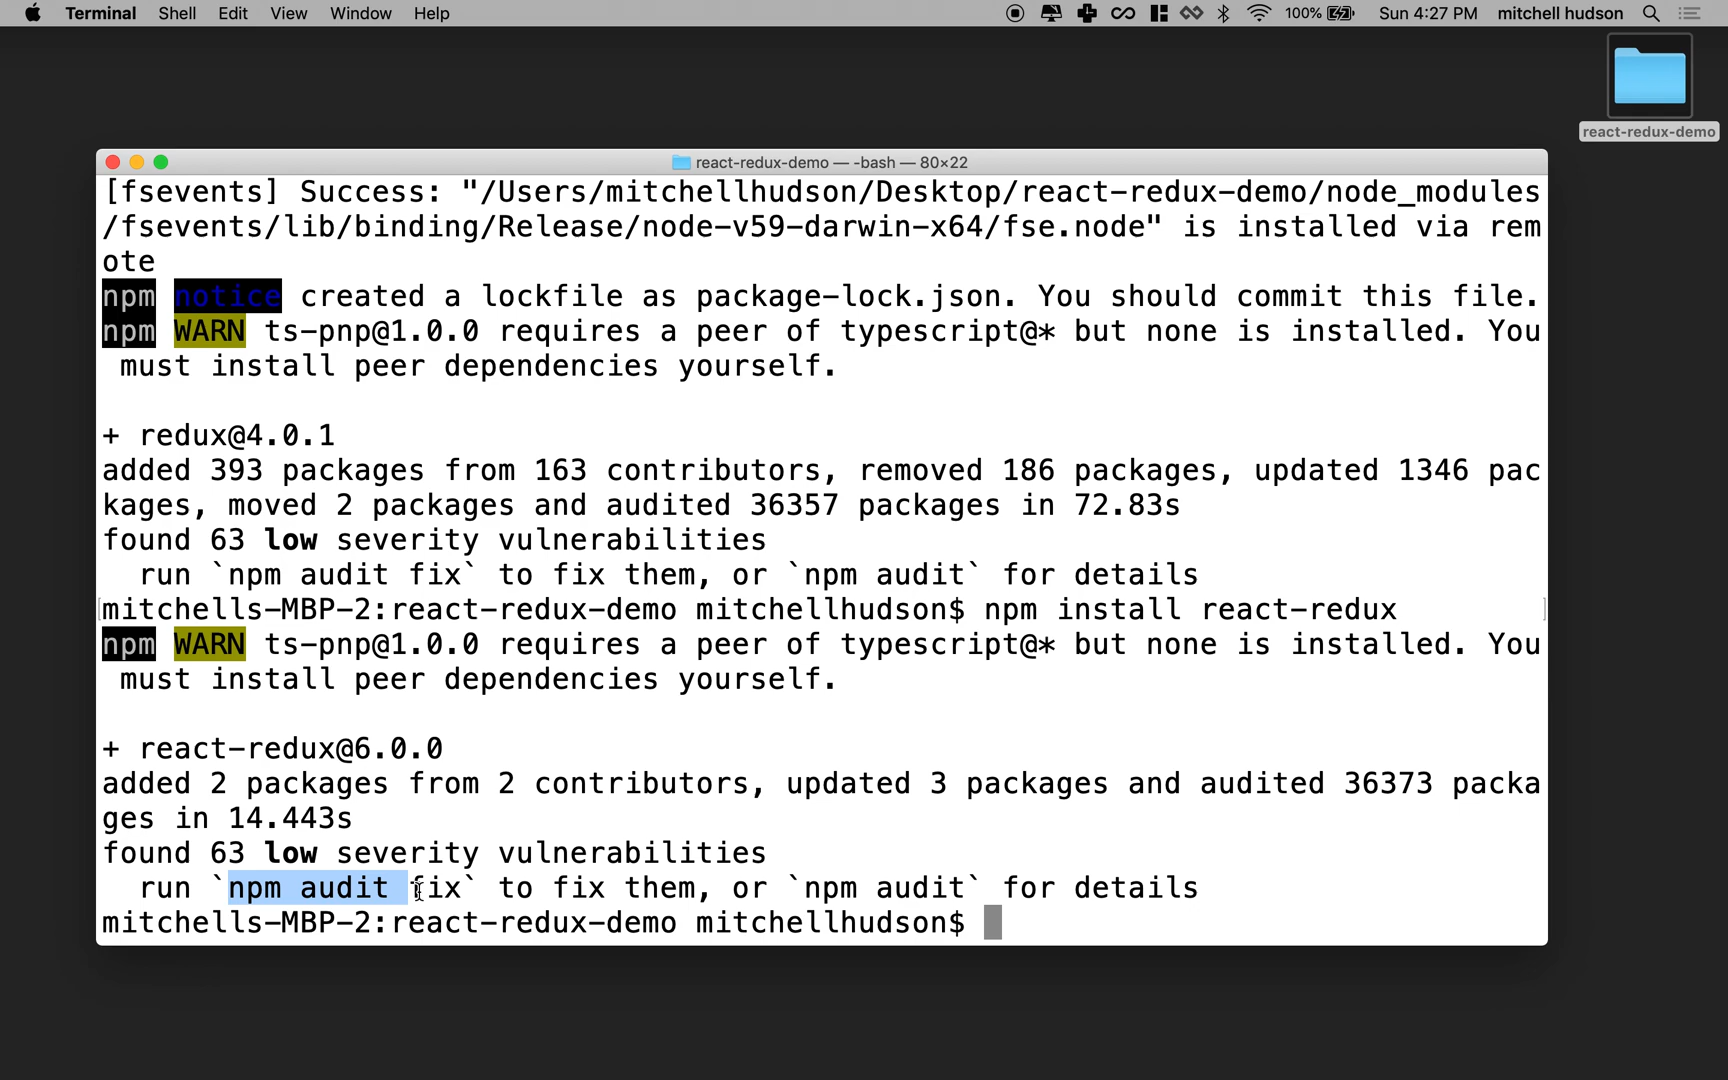 Terminal Shell Edit View Window Help 100% Sun 4:27 PM mitchell hudson
react-redux-demo
react-redux-demo — -bash — 80×22
[fsevents] Success: "/Users/mitchellhudson/Desktop/react-redux-demo/node_modules
/fsevents/lib/binding/Release/node-v59-darwin-x64/fse.node" is installed via rem
ote
npm notice created a lockfile as package-lock.json. You should commit this file.
npm WARN ts-pnp@1.0.0 requires a peer of typescript@* but none is installed. You
 must install peer dependencies yourself.
+ redux@4.0.1
added 393 packages from 163 contributors, removed 186 packages, updated 1346 pac
kages, moved 2 packages and audited 36357 packages in 72.83s
found 63 low severity vulnerabilities
  run `npm audit fix` to fix them, or `npm audit` for details
[mitchells-MBP-2:react-redux-demo mitchellhudson$ npm install react-redux ]
npm WARN ts-pnp@1.0.0 requires a peer of typescript@* but none is installed. You
 must install peer dependencies yourself.
+ react-redux@6.0.0
added 2 packages from 2 contributors, updated 3 packages and audited 36373 packa
ges in 14.443s
found 63 low severity vulnerabilities
  run `npm audit fix` to fix them, or `npm audit` for details
mitchells-MBP-2:react-redux-demo mitchellhudson$